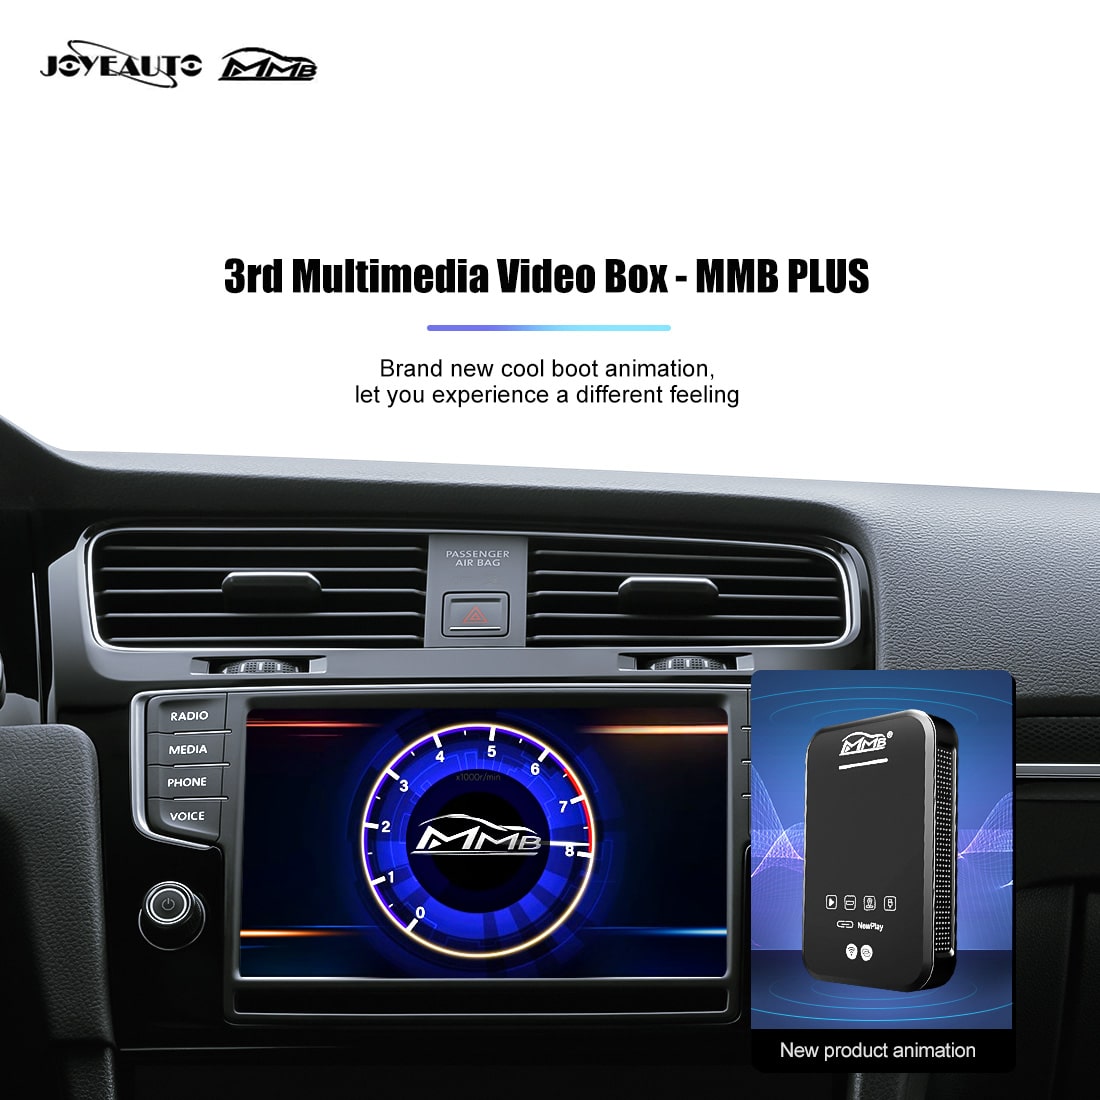 JOYEAUTO MMB
3rd Multimedia Video Box - MMB PLUS
Brand new cool boot animation,
let you experience a different feeling
PASSENGER
AIR BAG
RADIO
MEDIA
PHONE
VOICE
0
1
2
3
4
5
6
7
8
x1000r/min
MMB
MMB®
NewPlay
New product animation